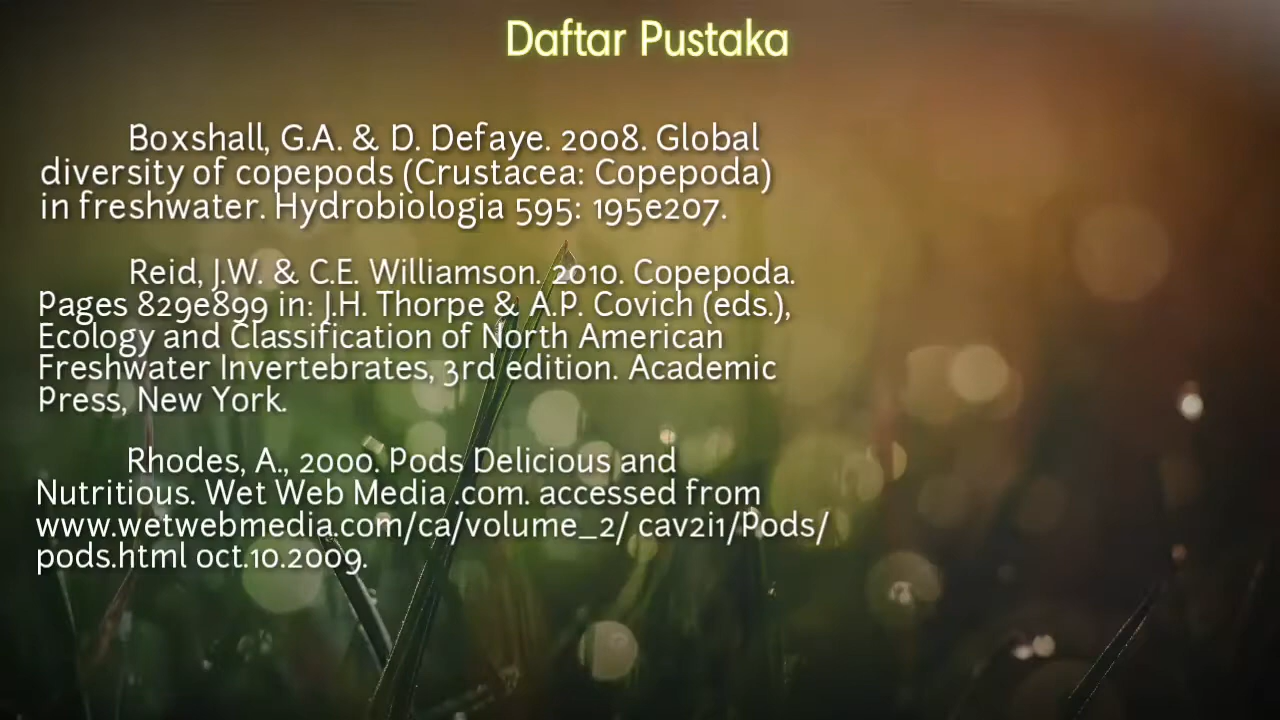 Daftar Pustaka
Boxshall, G.A. & D. Defaye. 2008. Global
diversity of copepods (Crustacea: Copepoda)
in freshwater. Hydrobiologia 595: 195e207.
Reid, J.W. & C.E. Williamson. 2010. Copepoda.
Pages 829e899 in: J.H. Thorpe & A.P. Covich (eds.),
Ecology and Classification of North American
Freshwater Invertebrates, 3rd edition. Academic
Press, New York.
Rhodes, A., 2000. Pods Delicious and
Nutritious. Wet Web Media .com. accessed from
www.wetwebmedia.com/ca/volume_2/ cav2i1/Pods/
pods.html oct.10.2009.